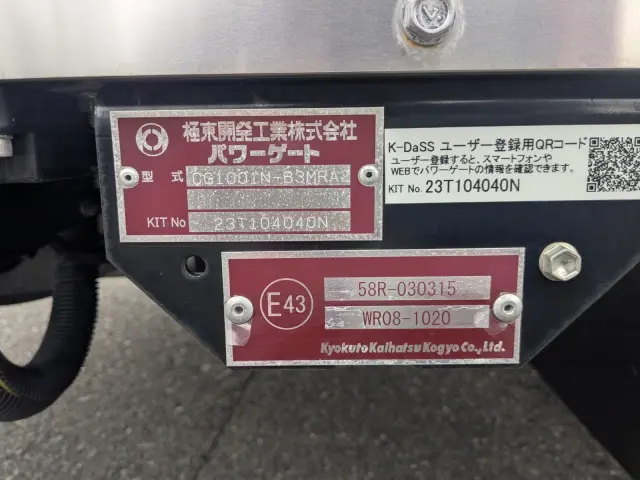 極東開発工業株式会社
パワーゲート
型 式 CG1001N-B3MRA2
KIT No 23T104040N
K-DaSS ユーザー登録用QRコード
ユーザー登録すると、スマートフォンや
WEBでパワーゲートの情報を確認できます。
KIT No. 23T104040N
E43
58R-030315
WR08-1020
Kyokuto Kaihatsu Kogyo Co., Ltd.